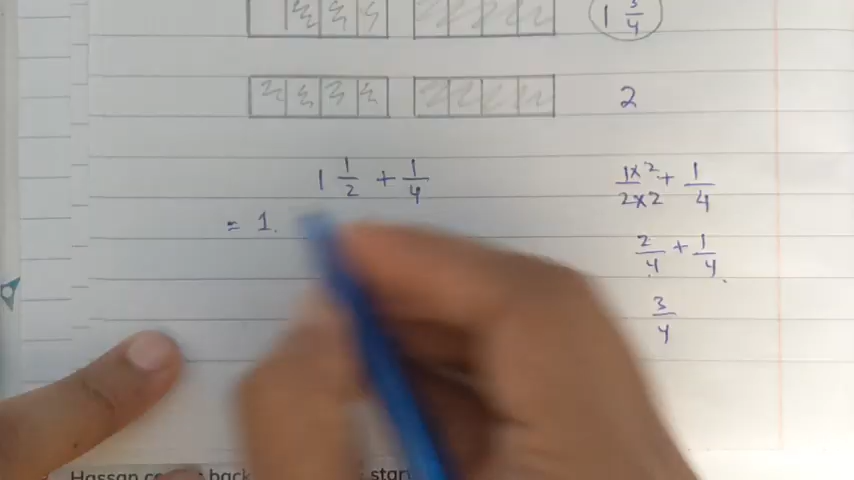 1 3/4
2
1 1/2 + 1/4
= 1.
1×2/2×2 + 1/4
2/4 + 1/4
3/4
Hassan back star